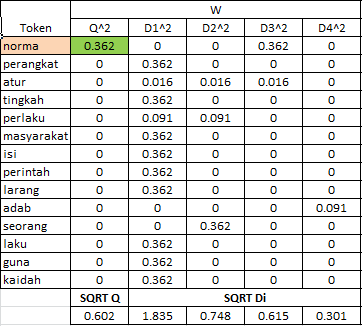 W
Token Q^2 D1^2 D2^2 D3^2 D4^2
norma 0.362 0 0 0.362 0
perangkat 0 0.362 0 0 0
atur 0 0.016 0.016 0.016 0
tingkah 0 0.362 0 0 0
perlaku 0 0.091 0.091 0 0
masyarakat 0 0.362 0 0 0
isi 0 0.362 0 0 0
perintah 0 0.362 0 0 0
larang 0 0.362 0 0 0
adab 0 0 0 0 0.091
seorang 0 0 0.362 0 0
laku 0 0.362 0 0 0
guna 0 0.362 0 0 0
kaidah 0 0.362 0 0 0
SQRT Q SQRT Di
0.602 1.835 0.748 0.615 0.301